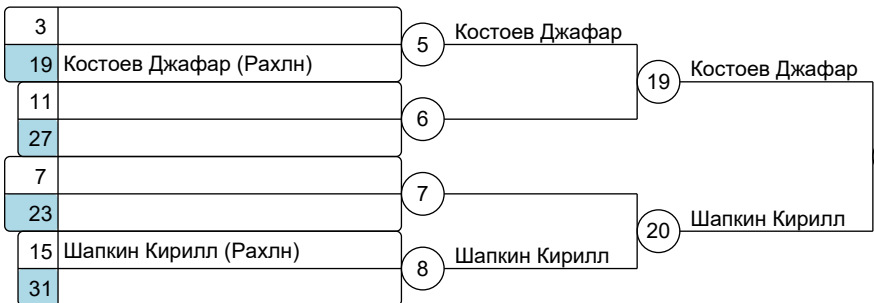 3
19 Костоев Джафар (Рахлн)
5 Костоев Джафар
11
27
6
19 Костоев Джафар
7
23
7
15 Шапкин Кирилл (Рахлн)
31
8 Шапкин Кирилл
20 Шапкин Кирилл